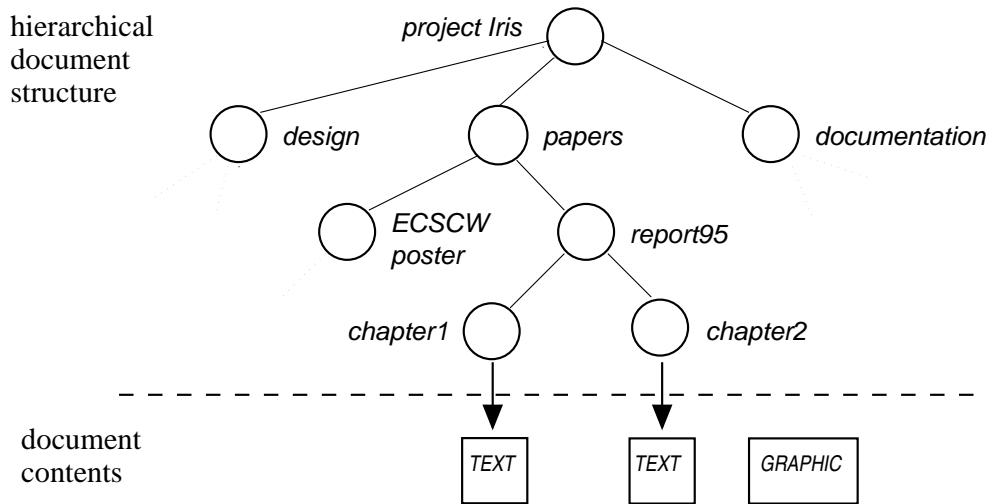 hierarchical
document
structure
project Iris
design
papers
documentation
ECSCW
poster
report95
chapter1
chapter2
document
contents
TEXT
TEXT
GRAPHIC